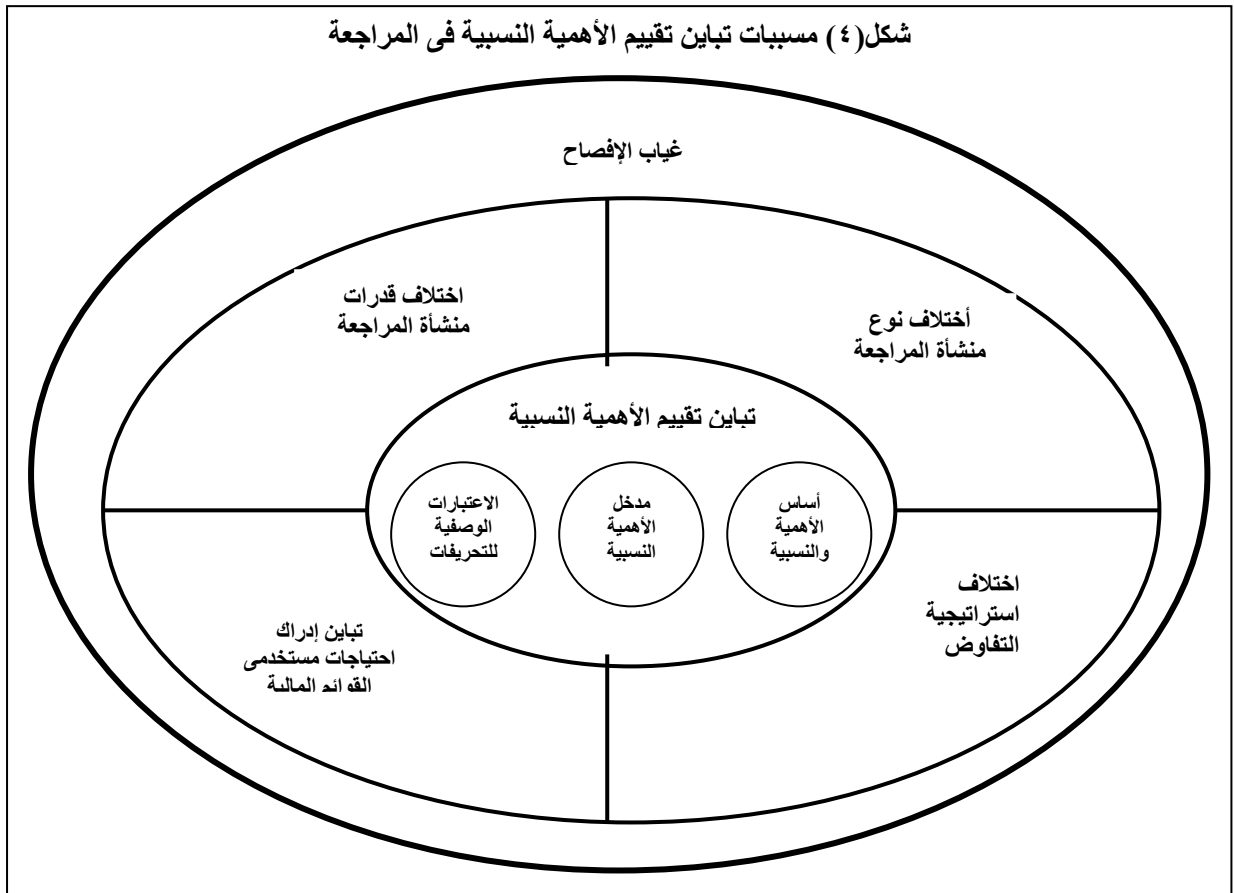 شكل(٤) مسببات تباين تقييم الأهمية النسبية فى المراجعة
غياب الإفصاح
أختلاف نوع
منشأة المراجعة
اختلاف قدرات
منشأة المراجعة
تباين تقييم الأهمية النسبية
أساس
الأهمية
والنسبية
مدخل
الأهمية
النسبية
الاعتبارات
الوصفية
للتحريفات
اختلاف
استراتيجية
التفاوض
تباين إدراك
احتياجات مستخدمى
القوائم المالية